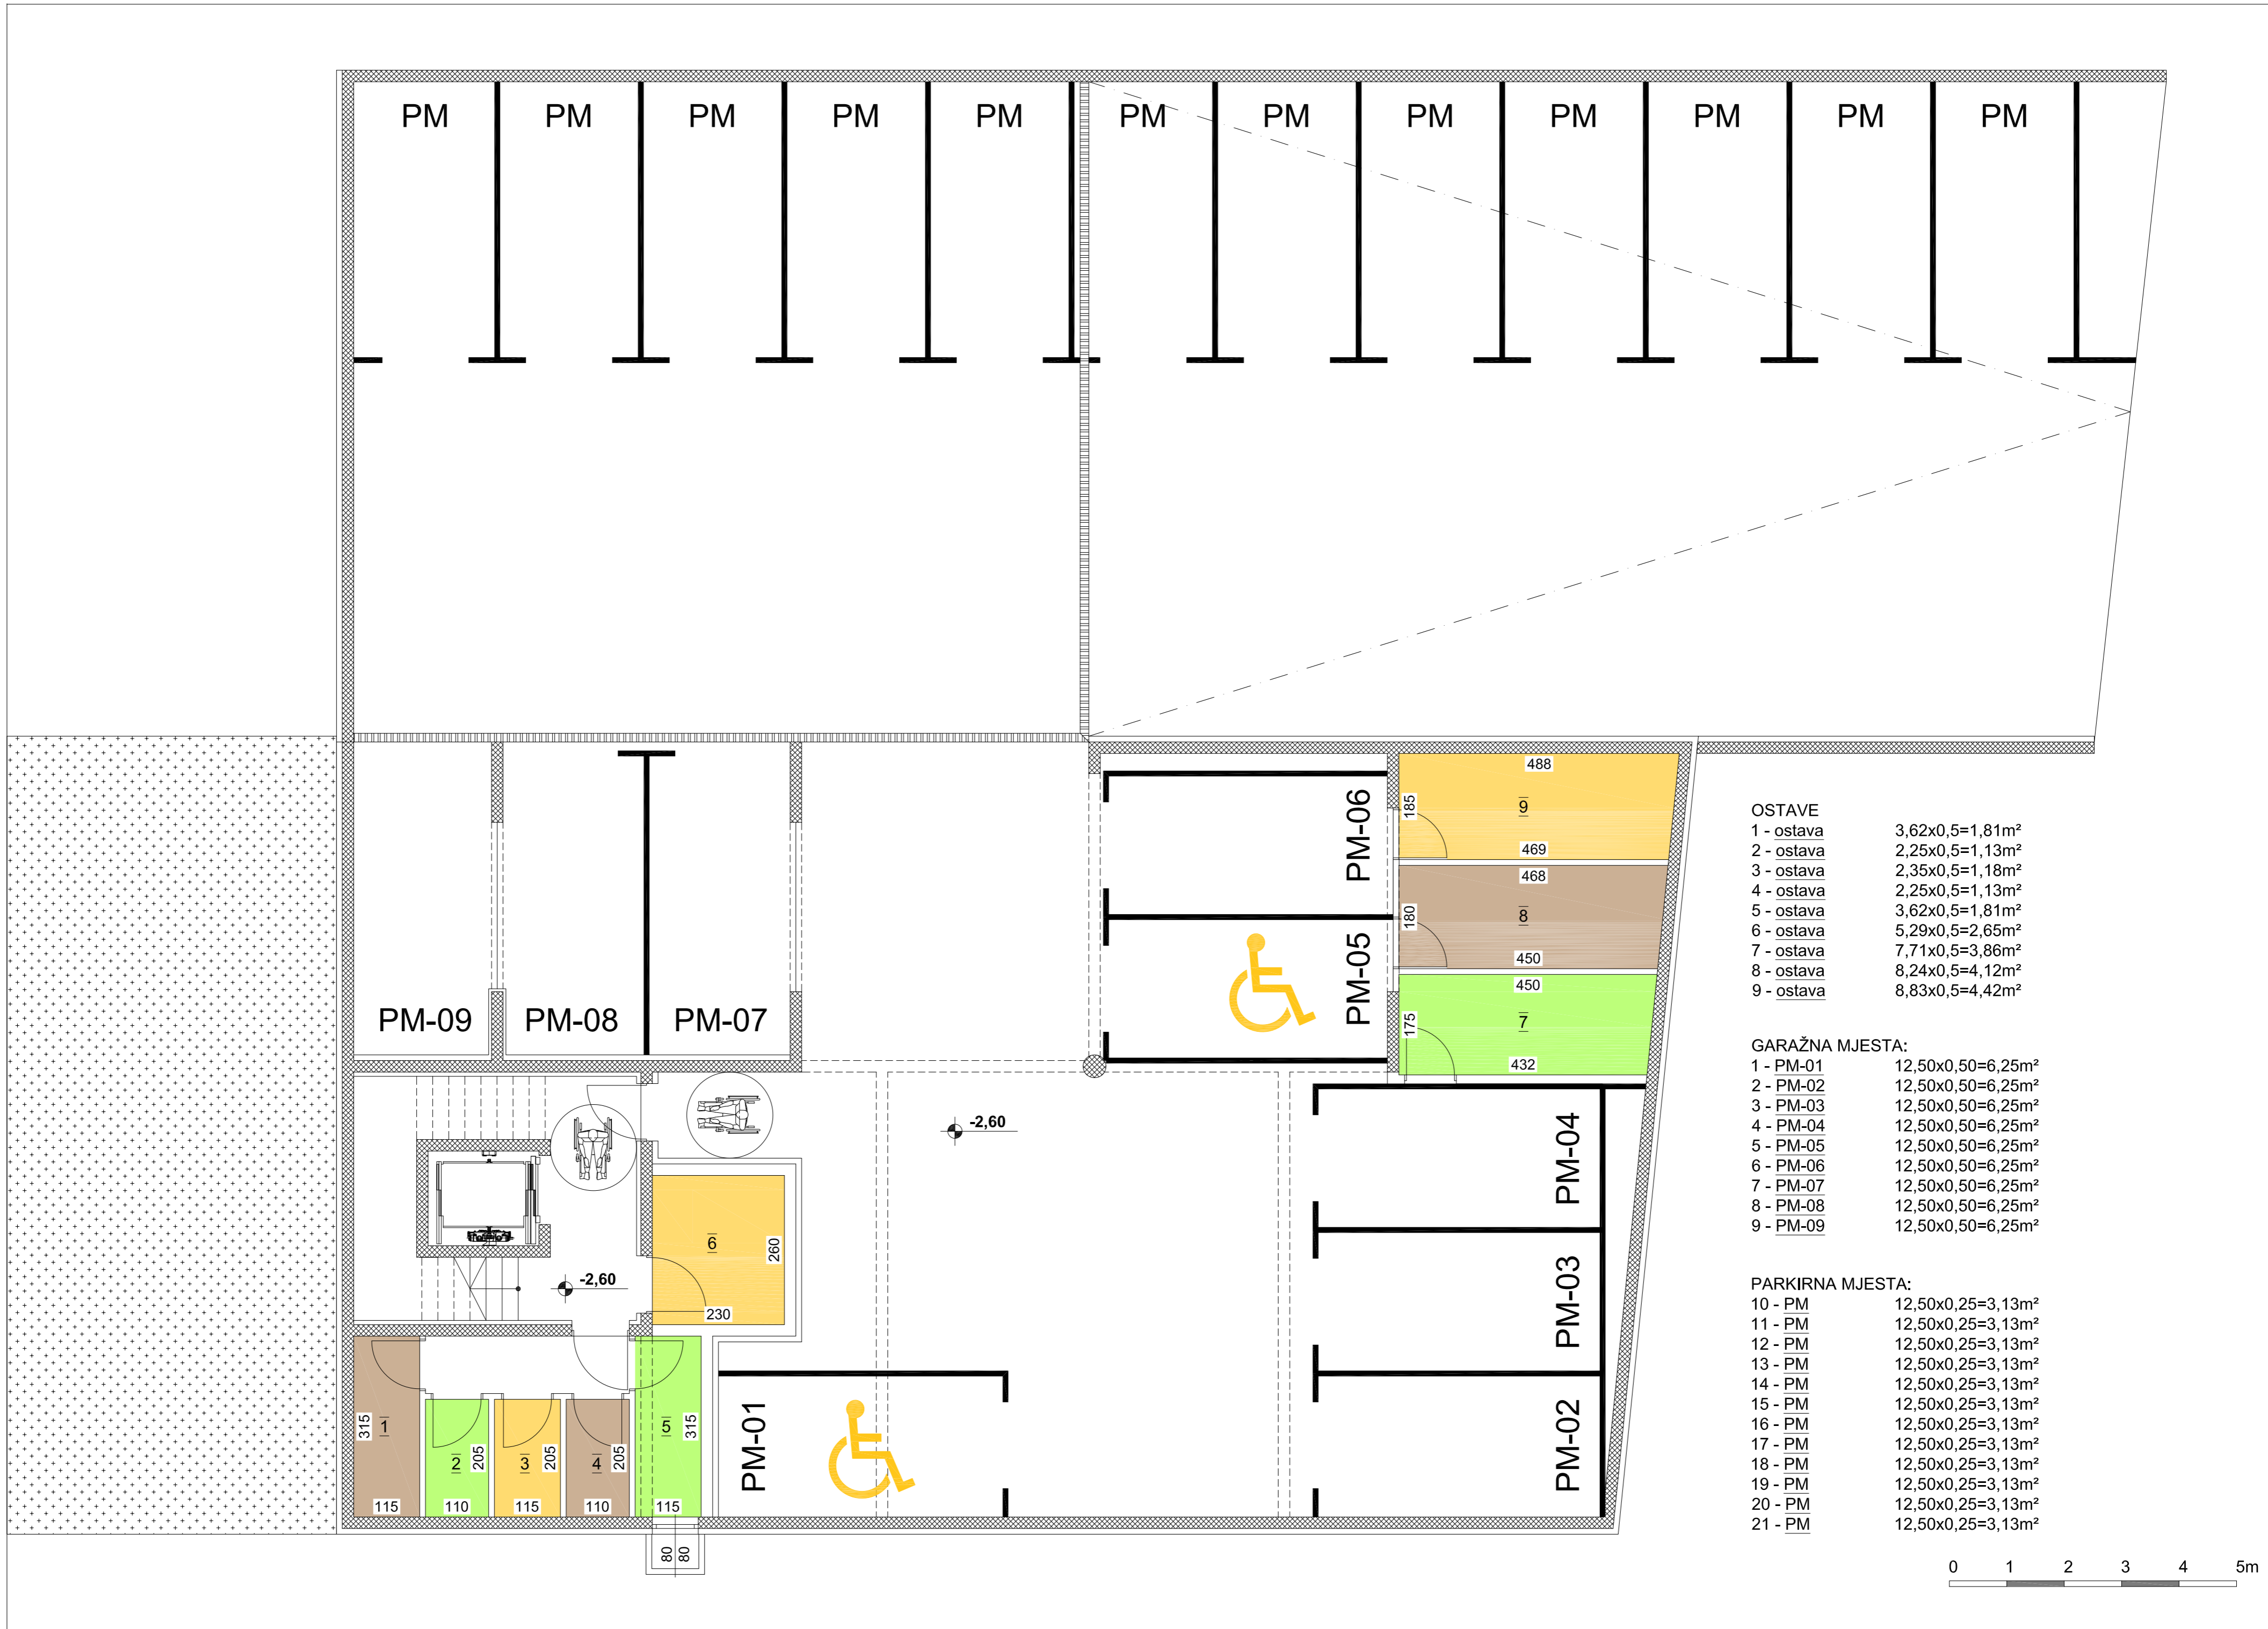 PM PM PM PM PM PM PM PM PM PM PM PM
488
185
9
469
468
180
8
450
450
175
7
432
PM-06
PM-05
PM-09 PM-08 PM-07
-2,60
PM-04
PM-03
PM-02
6
260
230
-2,60
315
1
115
2
205
110
3
205
115
4
205
110
5
315
115
PM-01
80 80
OSTAVE
1 - ostava 3,62x0,5=1,81m²
2 - ostava 2,25x0,5=1,13m²
3 - ostava 2,35x0,5=1,18m²
4 - ostava 2,25x0,5=1,13m²
5 - ostava 3,62x0,5=1,81m²
6 - ostava 5,29x0,5=2,65m²
7 - ostava 7,71x0,5=3,86m²
8 - ostava 8,24x0,5=4,12m²
9 - ostava 8,83x0,5=4,42m²
GARAŽNA MJESTA:
1 - PM-01 12,50x0,50=6,25m²
2 - PM-02 12,50x0,50=6,25m²
3 - PM-03 12,50x0,50=6,25m²
4 - PM-04 12,50x0,50=6,25m²
5 - PM-05 12,50x0,50=6,25m²
6 - PM-06 12,50x0,50=6,25m²
7 - PM-07 12,50x0,50=6,25m²
8 - PM-08 12,50x0,50=6,25m²
9 - PM-09 12,50x0,50=6,25m²
PARKIRNA MJESTA:
10 - PM 12,50x0,25=3,13m²
11 - PM 12,50x0,25=3,13m²
12 - PM 12,50x0,25=3,13m²
13 - PM 12,50x0,25=3,13m²
14 - PM 12,50x0,25=3,13m²
15 - PM 12,50x0,25=3,13m²
16 - PM 12,50x0,25=3,13m²
17 - PM 12,50x0,25=3,13m²
18 - PM 12,50x0,25=3,13m²
19 - PM 12,50x0,25=3,13m²
20 - PM 12,50x0,25=3,13m²
21 - PM 12,50x0,25=3,13m²
0 1 2 3 4 5m